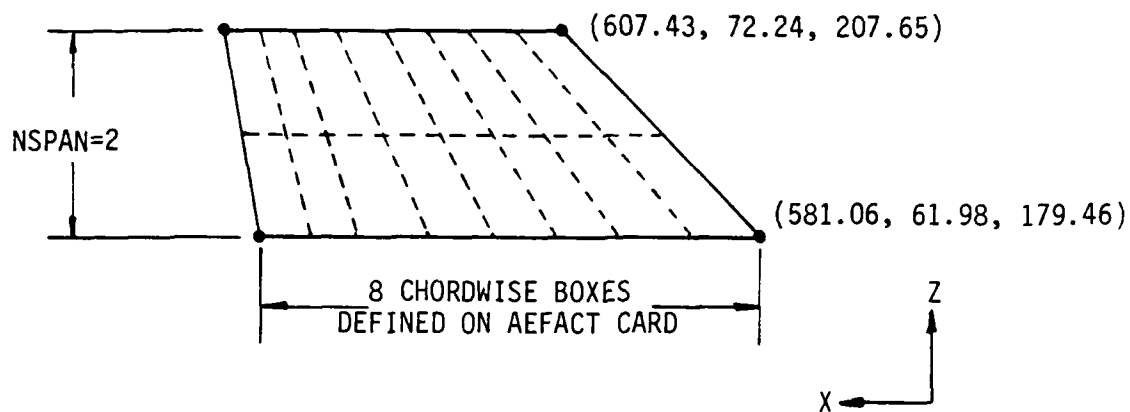 (607.43, 72.24, 207.65)
NSPAN=2
(581.06, 61.98, 179.46)
8 CHORDWISE BOXES
DEFINED ON AEFACT CARD
Z
X